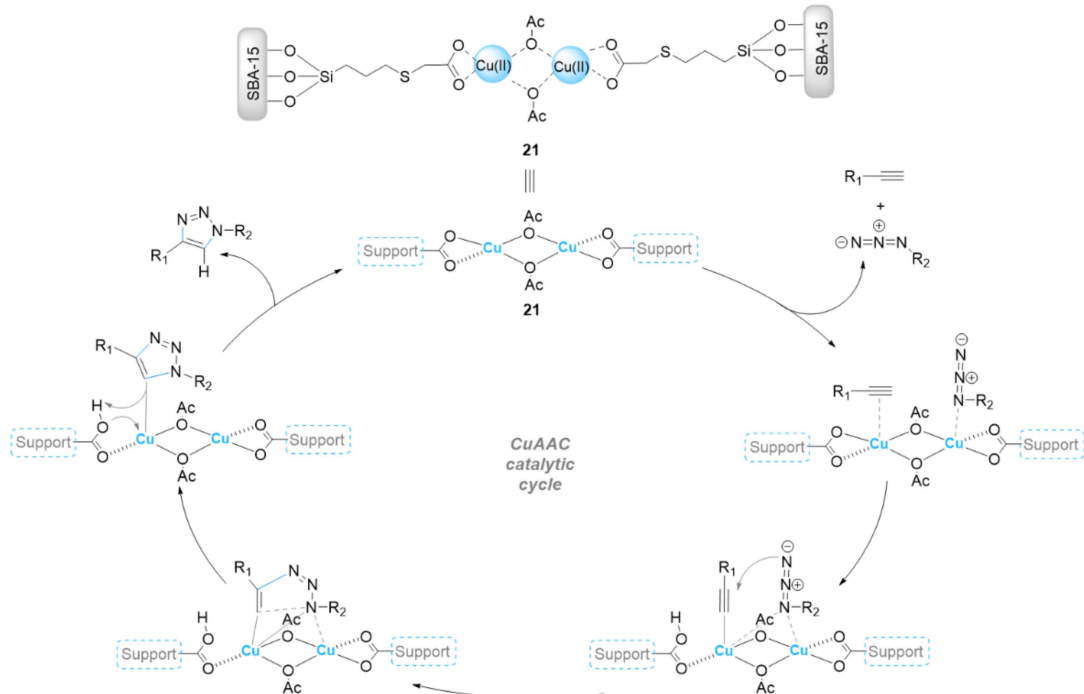 SBA-15
O
O
O
Si
S
O
O
Cu(II)
Ac
O
O
Ac
Cu(II)
O
O
S
Si
O
O
O
SBA-15
21
R1
+
⊖ N=N=N ⊕
R2
N
N
N
R2
R1
H
Support
O
O
Cu
Ac
O
O
Ac
Cu
O
O
Support
21
R1
N
N
N
R2
H
O
O
Support
Cu
Ac
O
O
Ac
Cu
O
O
Support
CuAAC
catalytic
cycle
R1
⊖
N
N ⊕
N
R2
Support
O
O
Cu
Ac
O
O
Ac
Cu
O
O
Support
R1
N
N
N-R2
H
O
O
Support
Cu
Ac
O
O
Ac
Cu
O
O
Support
R1
⊖
N
N ⊕
N
R2
H
O
O
Support
Cu
Ac
O
O
Ac
Cu
O
O
Support